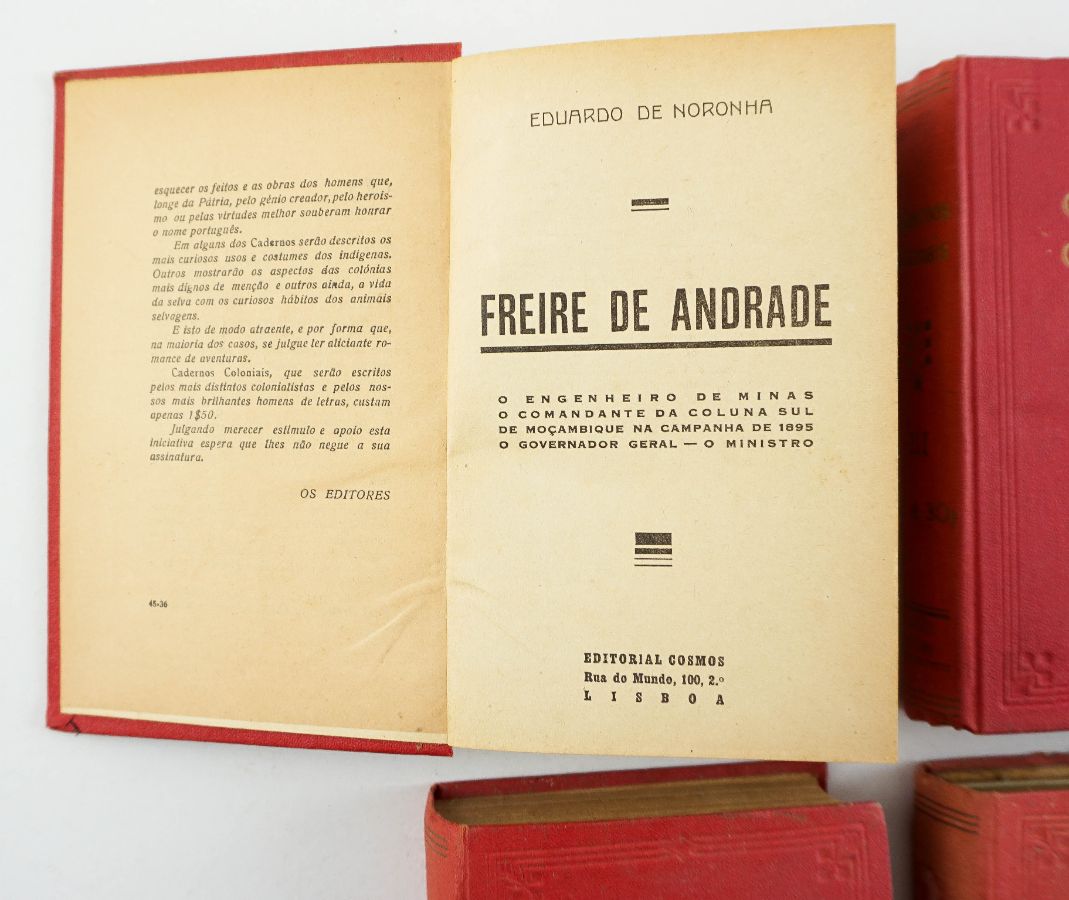 esquecer os feitos e as obras dos homens que,
longe da Pátria, pelo génio creador, pelo herois-
mo ou pelas virtudes melhor souberam honrar
o nome português.
Em alguns dos Cadernos serão descritos os
mais curiosos usos e costumes dos indígenas.
Outros mostrarão os aspectos das colónias
mais dignos de menção e outros ainda, a vida
da selva com os curiosos hábitos dos animais
selvagens.
E isto de modo atraente, e por forma que,
na maioria dos casos, se julgue ler aliciante ro-
mance de aventuras.
Cadernos Coloniais, que serão escritos
pelos mais distintos colonialistas e pelos nos-
sos mais brilhantes homens de letras, custam
apenas 1$50.
Julgando merecer estímulo e apoio esta
iniciativa espera que lhes não negue a sua
assinatura.
OS EDITORES
45-36
EDUARDO DE NORONHA
FREIRE DE ANDRADE
O ENGENHEIRO DE MINAS
O COMANDANTE DA COLUNA SUL
DE MOÇAMBIQUE NA CAMPANHA DE 1895
O GOVERNADOR GERAL — O MINISTRO
EDITORIAL COSMOS
Rua do Mundo, 100, 2.º
LISBOA